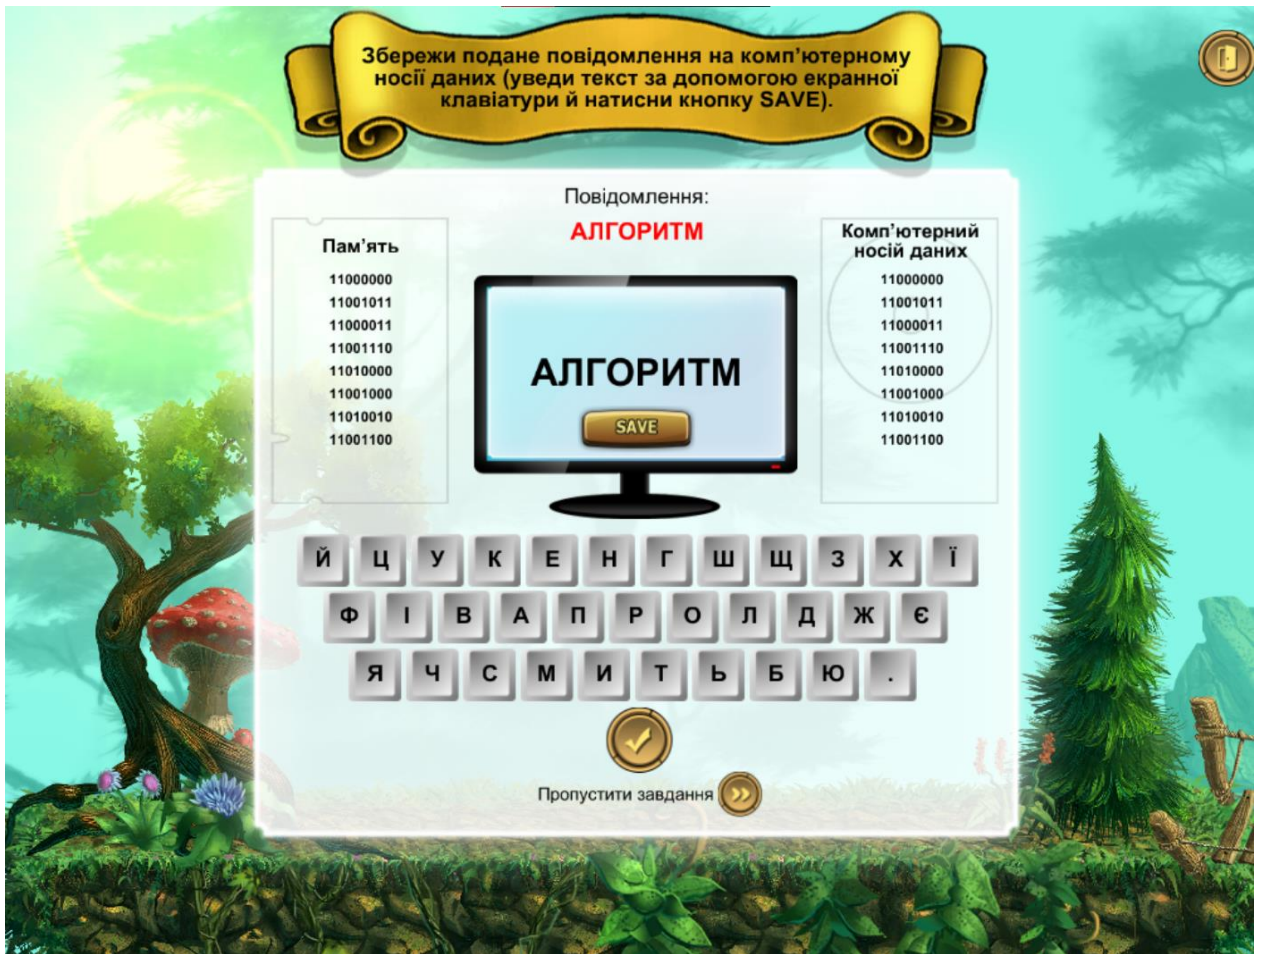 Збережи подане повідомлення на комп'ютерному
носії даних (уведи текст за допомогою екранної
клавіатури й натисни кнопку SAVE).
Повідомлення:
АЛГОРИТМ
Пам'ять
11000000
11001011
11000011
11001110
11010000
11001000
11010010
11001100
АЛГОРИТМ
SAVE
Комп'ютерний
носій даних
11000000
11001011
11000011
11001110
11010000
11001000
11010010
11001100
Й Ц У К Е Н Г Ш Щ З Х Ї
Ф І В А П Р О Л Д Ж Є
Я Ч С М И Т Ь Б Ю .
Пропустити завдання